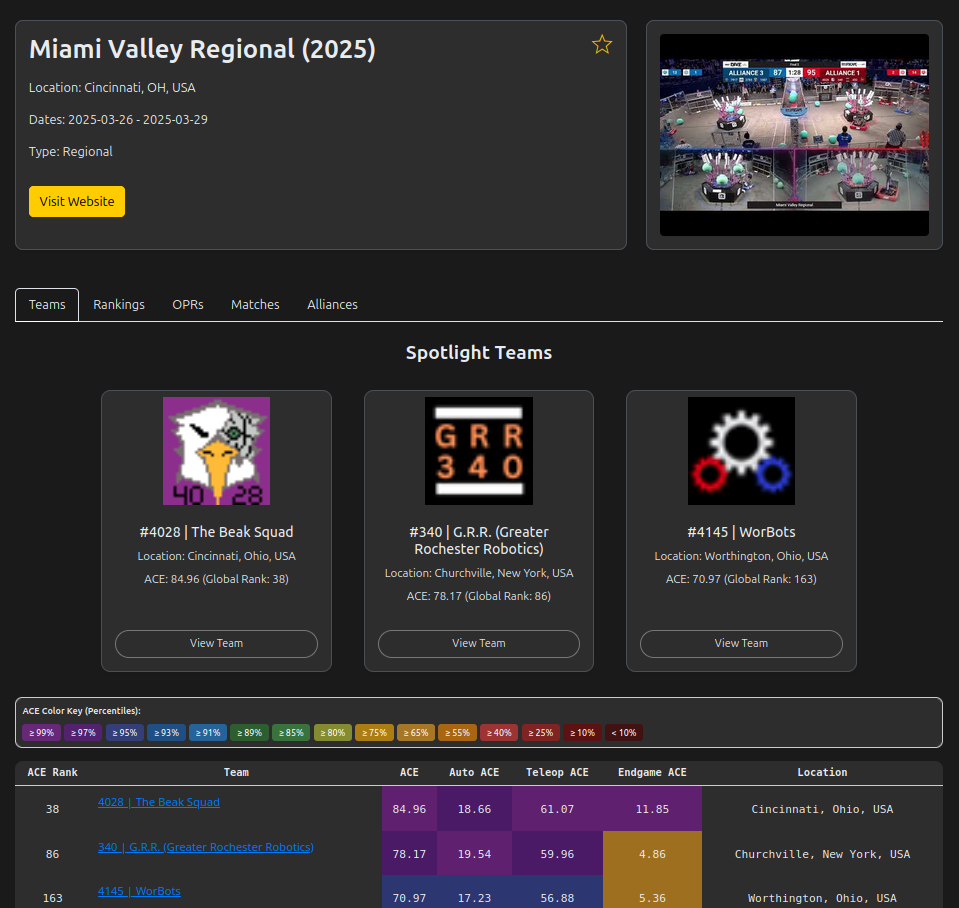 Miami Valley Regional (2025)
Location: Cincinnati, OH, USA
Dates: 2025-03-26 - 2025-03-29
Type: Regional
Visit Website
ALLIANCE 3 87 1:28 95 ALLIANCE 1
Miami Valley Regional
Teams Rankings OPRs Matches Alliances
Spotlight Teams
40 28
#4028 | The Beak Squad
Location: Cincinnati, Ohio, USA
ACE: 84.96 (Global Rank: 38)
View Team
G R R
3 4 0
#340 | G.R.R. (Greater
Rochester Robotics)
Location: Churchville, New York, USA
ACE: 78.17 (Global Rank: 86)
View Team
#4145 | WorBots
Location: Worthington, Ohio, USA
ACE: 70.97 (Global Rank: 163)
View Team
ACE Color Key (Percentiles):
≥ 99% ≥ 97% ≥ 95% ≥ 93% ≥ 91% ≥ 89% ≥ 85% ≥ 80% ≥ 75% ≥ 65% ≥ 55% ≥ 40% ≥ 25% ≥ 10% < 10%
ACE Rank Team ACE Auto ACE Teleop ACE Endgame ACE Location
38 4028 | The Beak Squad 84.96 18.66 61.07 11.85 Cincinnati, Ohio, USA
86 340 | G.R.R. (Greater Rochester Robotics) 78.17 19.54 59.96 4.86 Churchville, New York, USA
163 4145 | WorBots 70.97 17.23 56.88 5.36 Worthington, Ohio, USA